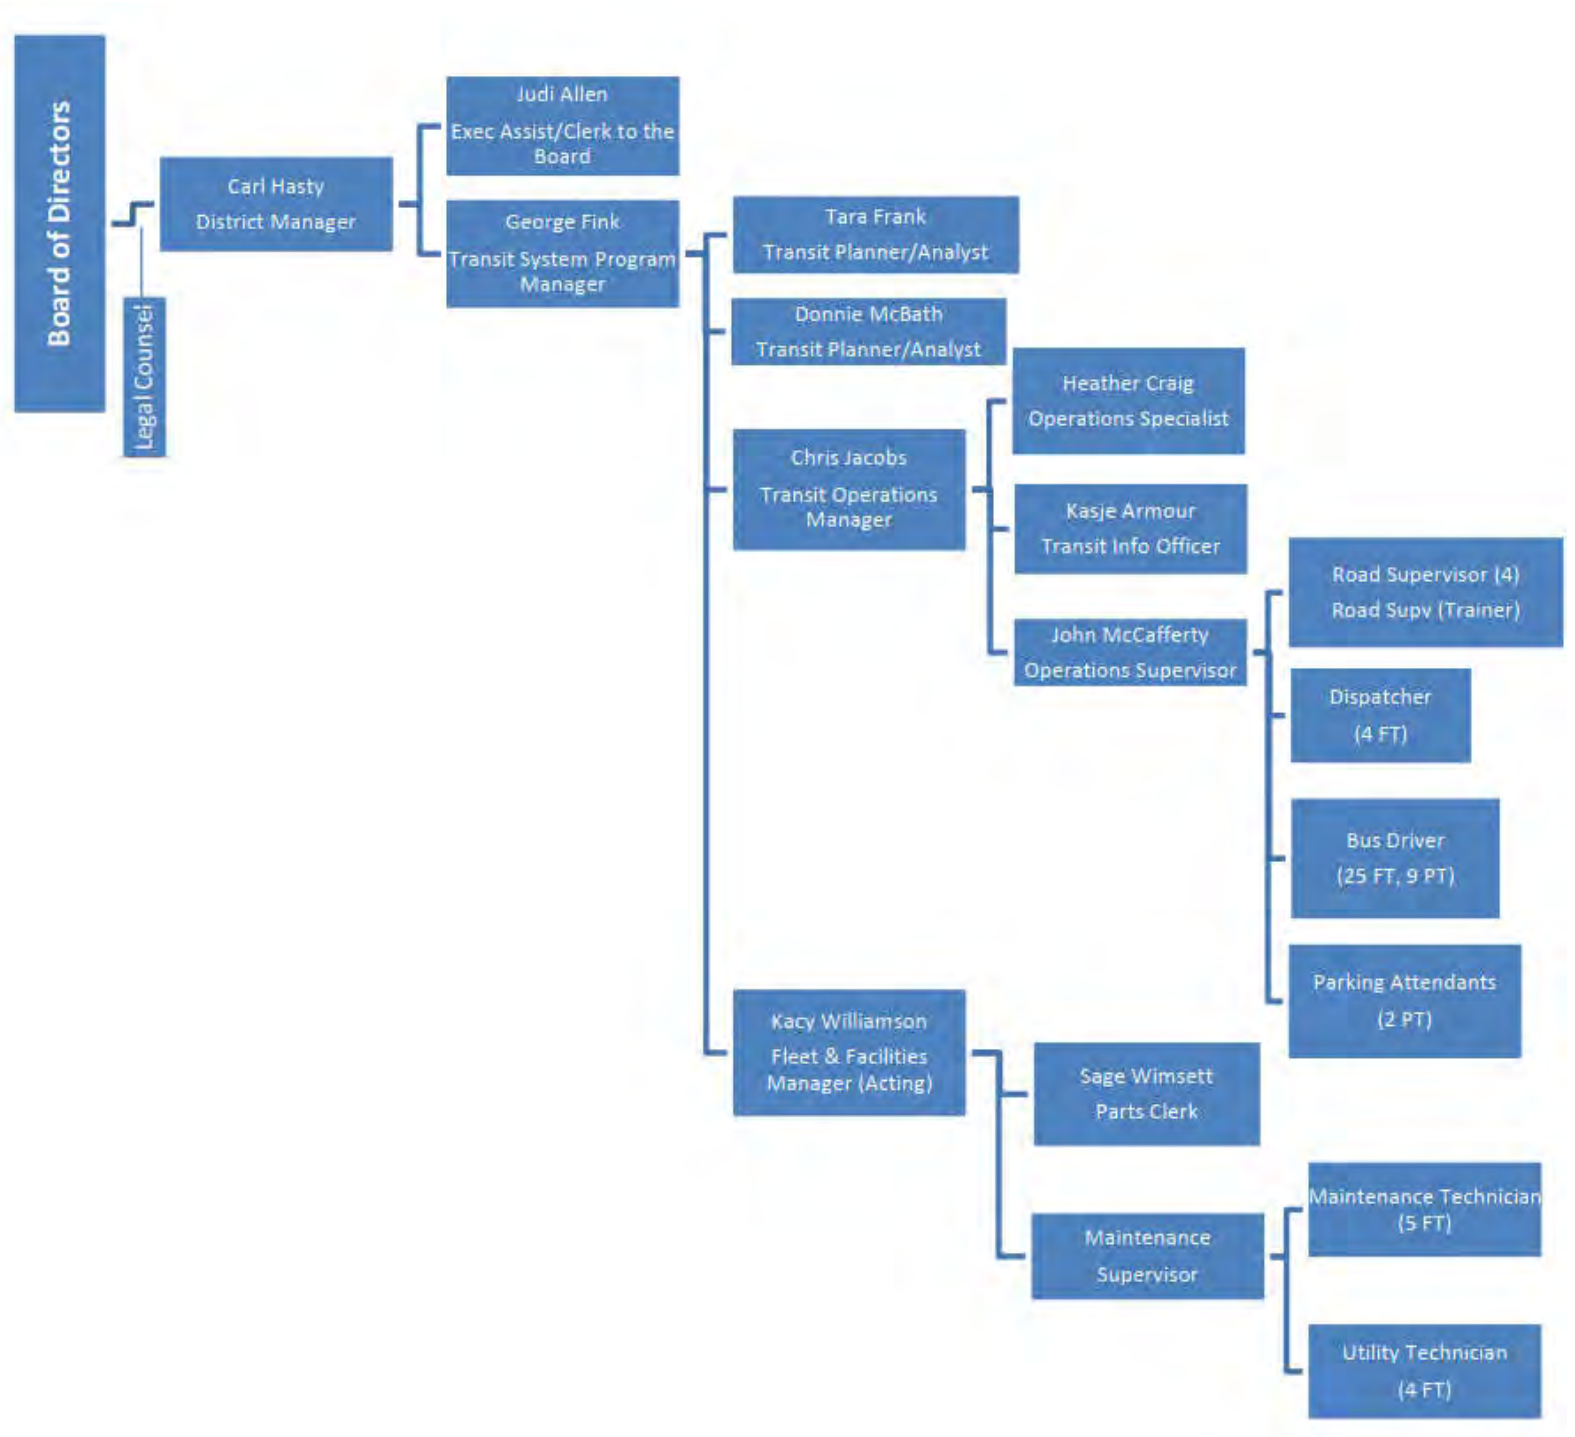 Board of Directors
Legal Counsel
Carl Hasty
District Manager
Judi Allen
Exec Assist/Clerk to the
Board
George Fink
Transit System Program
Manager
Tara Frank
Transit Planner/Analyst
Donnie McBath
Transit Planner/Analyst
Chris Jacobs
Transit Operations
Manager
Heather Craig
Operations Specialist
Kasje Armour
Transit Info Officer
John McCafferty
Operations Supervisor
Road Supervisor (4)
Road Supv (Trainer)
Dispatcher
(4 FT)
Bus Driver
(25 FT, 9 PT)
Parking Attendants
(2 PT)
Kacy Williamson
Fleet & Facilities
Manager (Acting)
Sage Wimsett
Parts Clerk
Maintenance
Supervisor
Maintenance Technician
(5 FT)
Utility Technician
(4 FT)